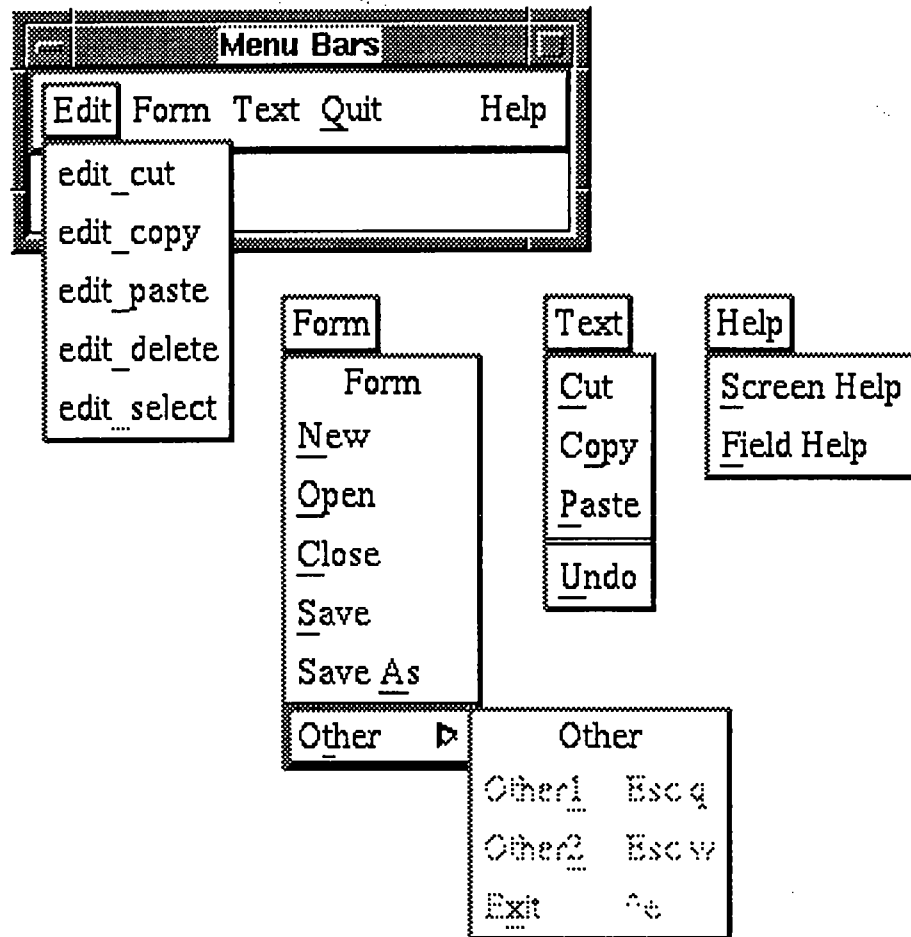 Menu Bars
Edit Form Text Quit Help
edit_cut
edit_copy
edit_paste
edit_delete
edit_select
Form
Form
New
Open
Close
Save
Save As
Other
Text
Cut
Copy
Paste
Undo
Help
Screen Help
Field Help
Other
Other1 Esc q
Other2 Esc w
Exit ^e